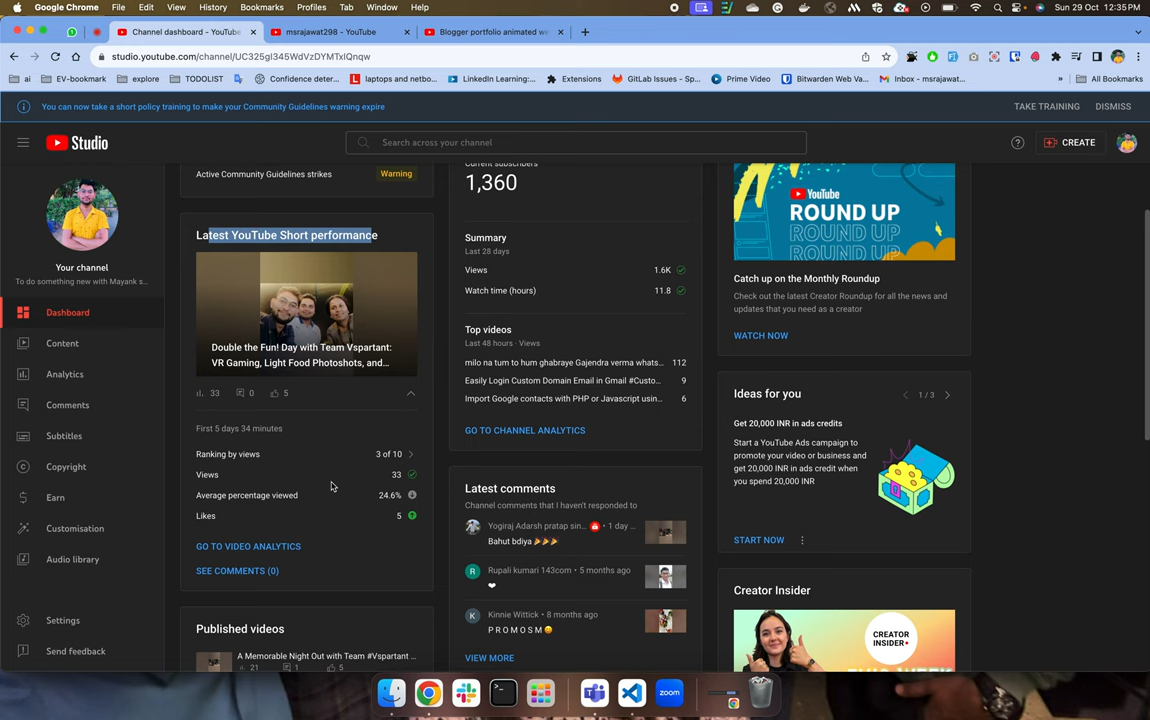 Google Chrome File Edit View History Bookmarks Profiles Tab Window Help
Sun 29 Oct 12:35 PM
Channel dashboard - YouTube
msrajawat298 - YouTube
Blogger portfolio animated we
studio.youtube.com/channel/UC325gI345WvVzDYMTxIQnqw
ai EV-bookmark explore TODOLIST Confidence deter... laptops and netbo... LinkedIn Learning:... Extensions GitLab Issues - Sp... Prime Video Bitwarden Web Va... Inbox - msrajawat... » All Bookmarks
You can now take a short policy training to make your Community Guidelines warning expire
TAKE TRAINING DISMISS
Studio
Search across your channel
CREATE
Your channel
To do something new with Mayank s...
Dashboard
Content
Analytics
Comments
Subtitles
Copyright
Earn
Customisation
Audio library
Settings
Send feedback
Active Community Guidelines strikes Warning
Latest YouTube Short performance
Double the Fun! Day with Team Vspartant:
VR Gaming, Light Food Photoshots, and...
33 0 5
First 5 days 34 minutes
Ranking by views 3 of 10
Views 33
Average percentage viewed 24.6%
Likes 5
GO TO VIDEO ANALYTICS
SEE COMMENTS (0)
Published videos
A Memorable Night Out with Team #Vspartant ...
21 1 5
Current subscribers
1,360
Summary
Last 28 days
Views 1.6K
Watch time (hours) 11.8
Top videos
Last 48 hours · Views
milo na tum to hum ghabraye Gajendra verma whats... 112
Easily Login Custom Domain Email in Gmail #Custo... 9
Import Google contacts with PHP or Javascript usin... 6
GO TO CHANNEL ANALYTICS
Latest comments
Channel comments that I haven't responded to
Yogiraj Adarsh pratap sin... • 1 day ...
Bahut bdiya 🎉🎉🎉
Rupali kumari 143com • 5 months ago
❤
Kinnie Wittick • 8 months ago
P R O M O S M 😀
VIEW MORE
YouTube
ROUND UP
ROUND UP
ROUND UP
Catch up on the Monthly Roundup
Check out the latest Creator Roundup for all the news and
updates that you need as a creator
WATCH NOW
Ideas for you 1 / 3
Get 20,000 INR in ads credits
Start a YouTube Ads campaign to
promote your video or business and
get 20,000 INR in ads credit when
you spend 20,000 INR
START NOW
Creator Insider
CREATOR
INSIDER
zoom